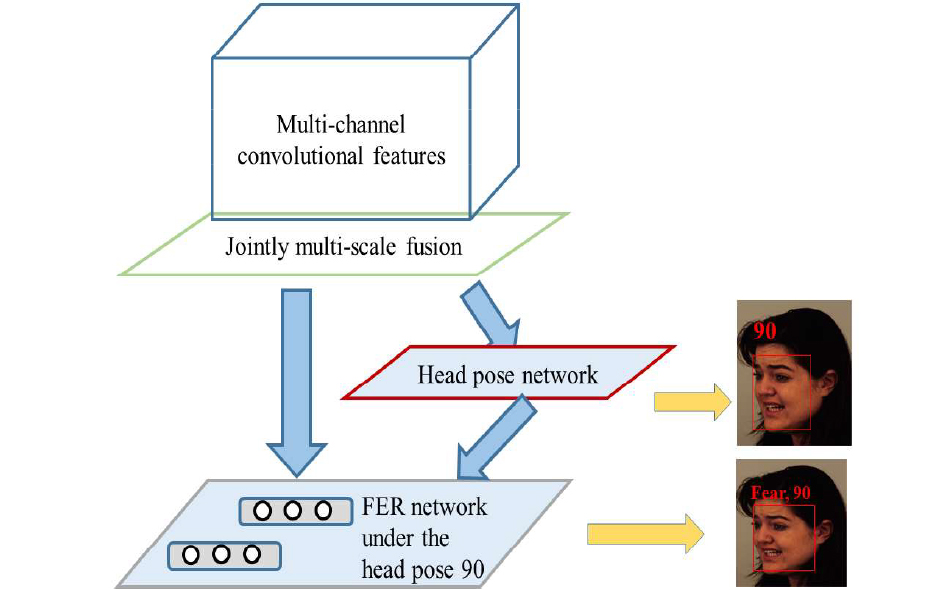 Multi-channel
convolutional features
Jointly multi-scale fusion
Head pose network
90
FER network
under the
head pose 90
Fear, 90